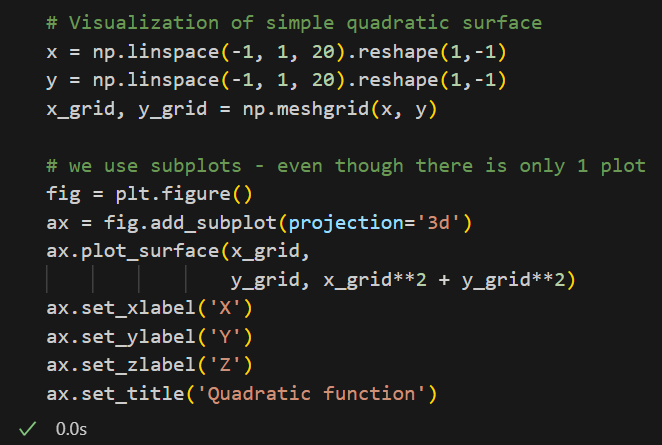 # Visualization of simple quadratic surface
x = np.linspace(-1, 1, 20).reshape(1,-1)
y = np.linspace(-1, 1, 20).reshape(1,-1)
x_grid, y_grid = np.meshgrid(x, y)

# we use subplots - even though there is only 1 plot
fig = plt.figure()
ax = fig.add_subplot(projection='3d')
ax.plot_surface(x_grid,
                y_grid, x_grid**2 + y_grid**2)
ax.set_xlabel('X')
ax.set_ylabel('Y')
ax.set_zlabel('Z')
ax.set_title('Quadratic function')
✓ 0.0s